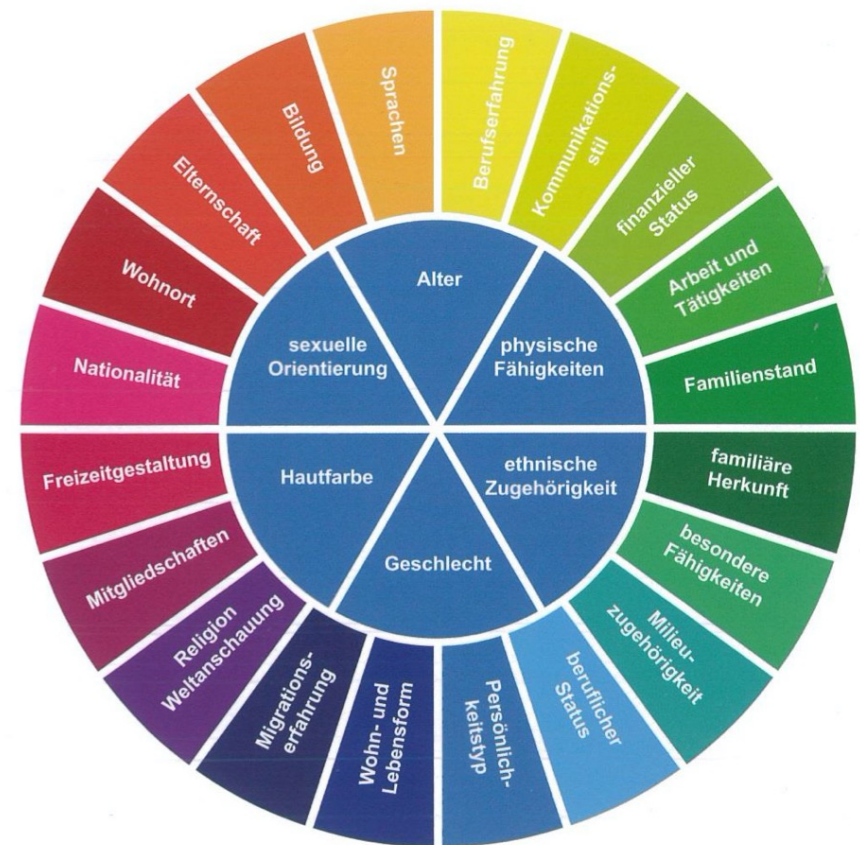 Berufserfahrung
Kommunikations-
stil
finanzieller
Status
Arbeit und
Tätigkeiten
Familienstand
familiäre
Herkunft
besondere
Fähigkeiten
Milieu-
zugehörigkeit
beruflicher
Status
Persönlich-
keitstyp
Wohn- und
Lebensform
Migrations-
erfahrung
Religion
Weltanschauung
Mitgliedschaften
Freizeitgestaltung
Nationalität
Wohnort
Elternschaft
Bildung
Sprachen
Alter
physische
Fähigkeiten
ethnische
Zugehörigkeit
Geschlecht
Hautfarbe
sexuelle
Orientierung